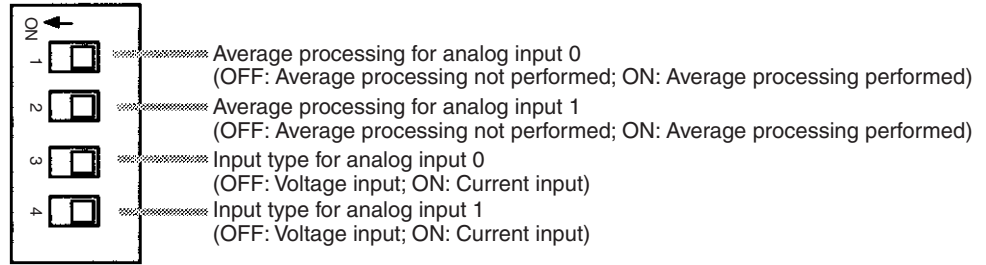 ON
1
Average processing for analog input 0
(OFF: Average processing not performed; ON: Average processing performed)
2
Average processing for analog input 1
(OFF: Average processing not performed; ON: Average processing performed)
3
Input type for analog input 0
(OFF: Voltage input; ON: Current input)
4
Input type for analog input 1
(OFF: Voltage input; ON: Current input)